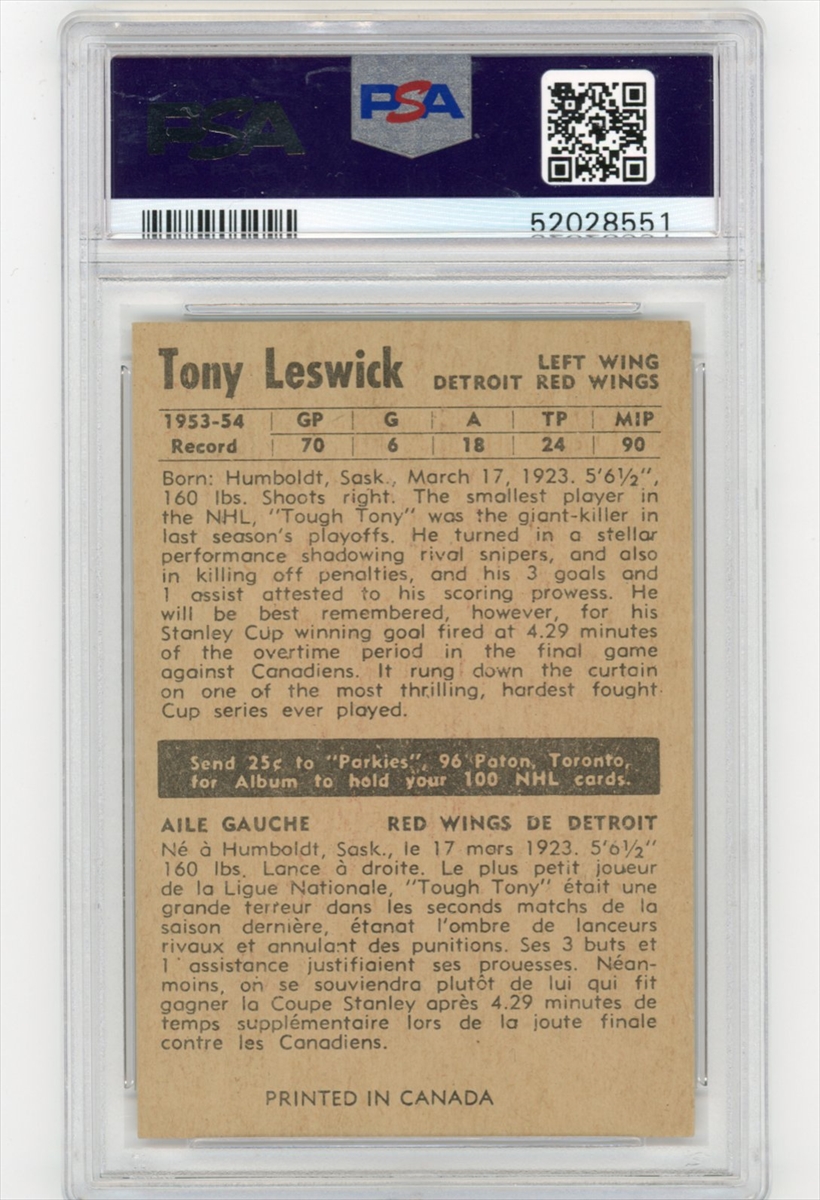 PSA PSA
52028551
Tony Leswick LEFT WING
DETROIT RED WINGS
1953-54 GP G A TP MIP
Record 70 6 18 24 90
Born: Humboldt, Sask., March 17, 1923. 5'6½",
160 lbs. Shoots right. The smallest player in
the NHL, "Tough Tony" was the giant-killer in
last season's playoffs. He turned in a stellar
performance shadowing rival snipers, and also
in killing off penalties, and his 3 goals and
1 assist attested to his scoring prowess. He
will be best remembered, however, for his
Stanley Cup winning goal fired at 4.29 minutes
of the overtime period in the final game
against Canadiens. It rung down the curtain
on one of the most thrilling, hardest fought
Cup series ever played.
Send 25¢ to "Parkies", 96 Paton, Toronto,
for Album to hold your 100 NHL cards.
AILE GAUCHE RED WINGS DE DETROIT
Né à Humboldt, Sask., le 17 mars 1923. 5'6½"
160 lbs. Lance à droite. Le plus petit joueur
de la Ligue Nationale, "Tough Tony" était une
grande terreur dans les seconds matchs de la
saison dernière, étanat l'ombre de lanceurs
rivaux et annulant des punitions. Ses 3 buts et
1 assistance justifiaient ses prouesses. Néan-
moins, on se souviendra plutôt de lui qui fit
gagner la Coupe Stanley après 4.29 minutes de
temps supplémentaire lors de la joute finale
contre les Canadiens.
PRINTED IN CANADA